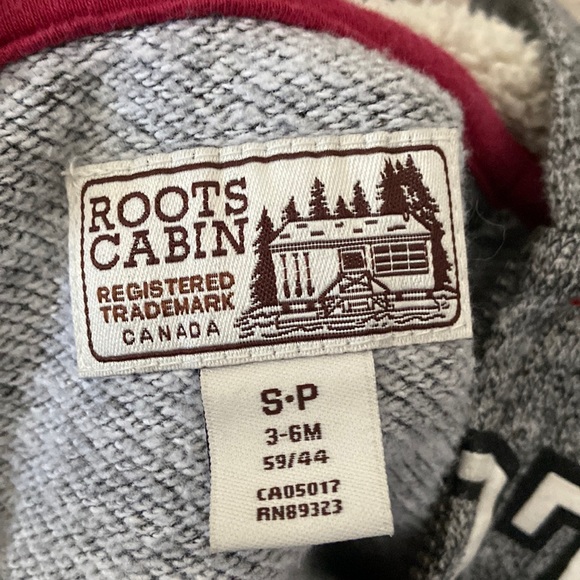 ROOTS
CABIN
REGISTERED
TRADEMARK
CANADA
S•P
3-6M
59/44
CA05017
RN89323